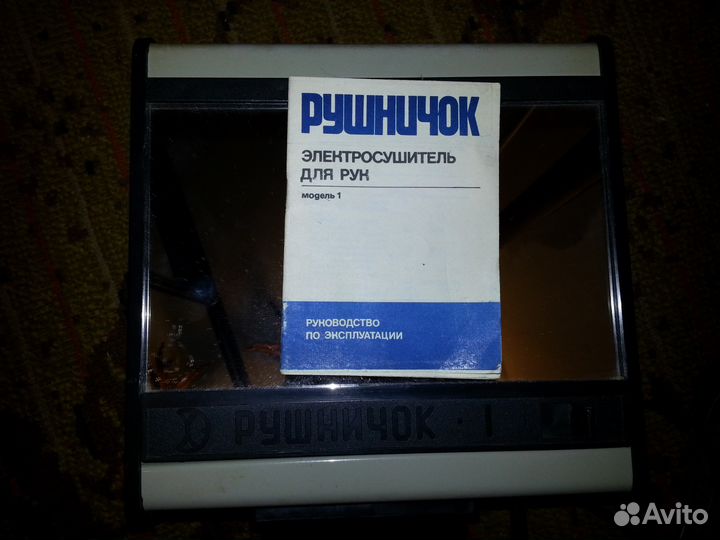 РУШНИЧОК
ЭЛЕКТРОСУШИТЕЛЬ
ДЛЯ РУК
модель 1
РУКОВОДСТВО
ПО ЭКСПЛУАТАЦИИ
РУШНИЧОК · 1
Avito